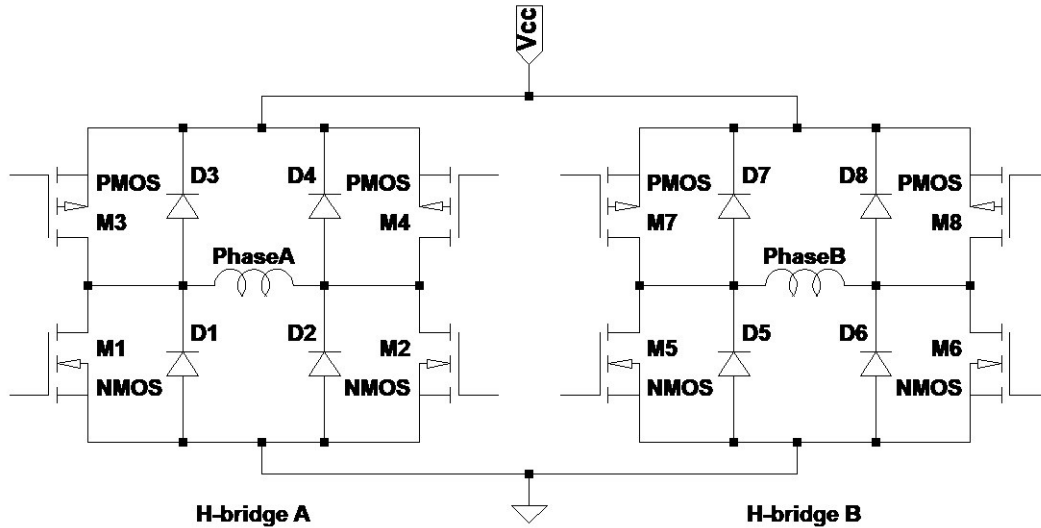 Vcc
D3 D4 D7 D8
PMOS PMOS PMOS PMOS
M3 M4 M7 M8
PhaseA PhaseB
D1 D2 D5 D6
M1 M2 M5 M6
NMOS NMOS NMOS NMOS
H-bridge A H-bridge B